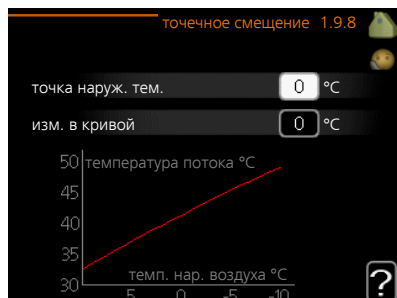 точечное смещение 1.9.8
точка наруж. тем. 0 °C
изм. в кривой 0 °C
50 температура потока °C
45
40
35
30 темп. нар. воздуха °C
5 0 -5 -10
?